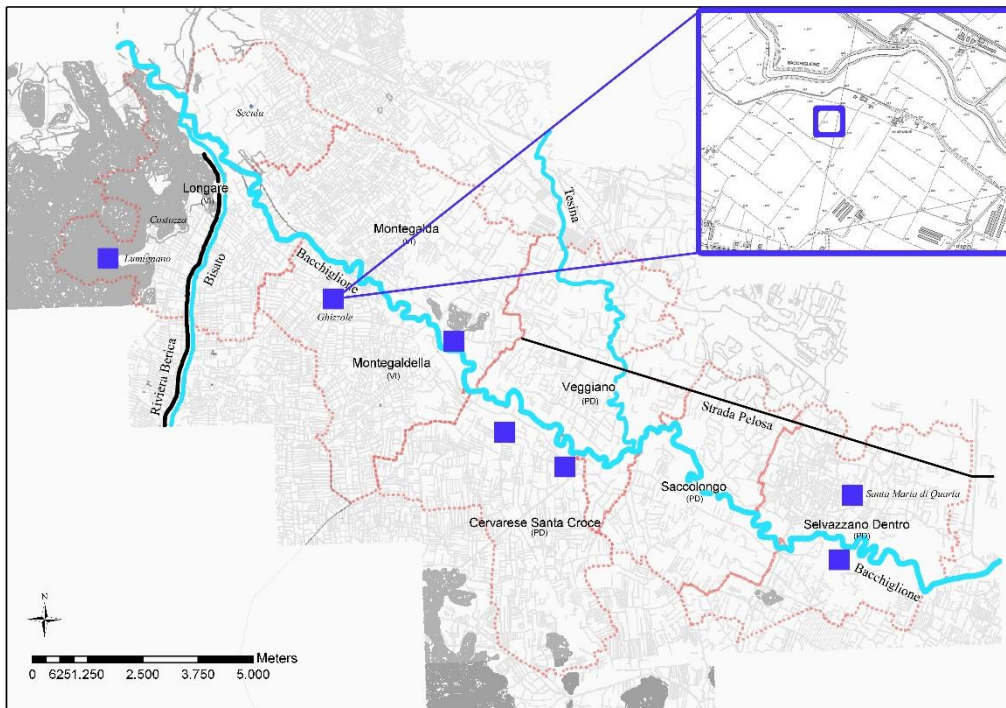 BACCHIGLIONE
Secula
Tesina
Longare
(VI)
Costozza
Montegalda
(VI)
Lumignano
Bisato
Bacchiglione
Ghizzole
Riviera Berica
Montegaldella
(VI)
Veggiano
(PD)
Strada Pelosa
Saccolongo
(PD)
Santa Maria di Quarta
Cervarese Santa Croce
(PD)
Selvazzano Dentro
(PD)
Bacchiglione
N
Meters
0 625 1.250 2.500 3.750 5.000